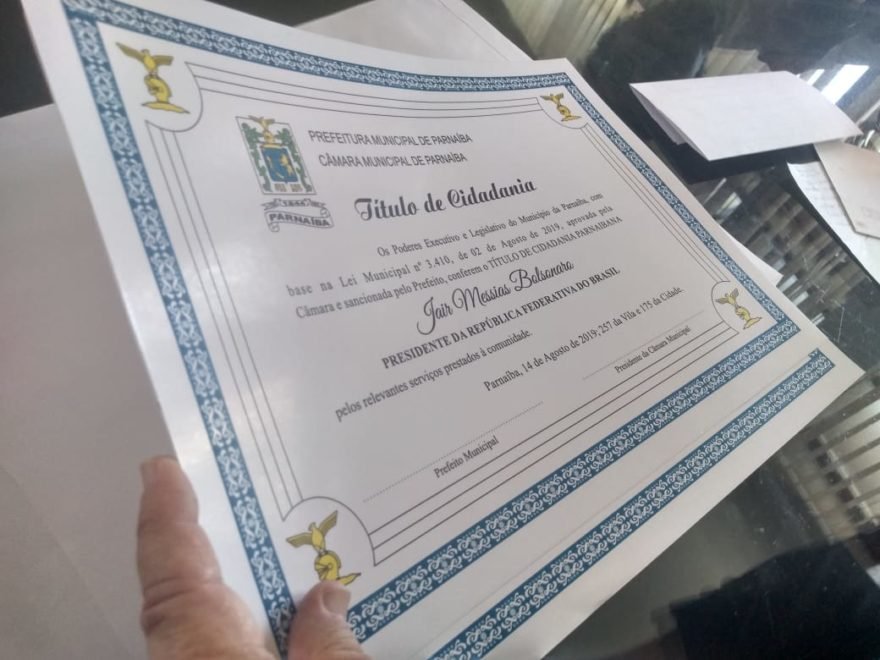 PREFEITURA MUNICIPAL DE PARNAÍBA
CÂMARA MUNICIPAL DE PARNAÍBA
1844
PARNAÍBA
Título de Cidadania
Os Poderes Executivo e Legislativo do Município da Parnaíba, com
base na Lei Municipal nº 3.410, de 02 de Agosto de 2019, aprovada pela
Câmara e sancionada pelo Prefeito, conferem o TÍTULO DE CIDADANIA PARNAIBANA
Jair Messias Bolsonaro
PRESIDENTE DA REPÚBLICA FEDERATIVA DO BRASIL
pelos relevantes serviços prestados à comunidade.
Parnaíba, 14 de Agosto de 2019; 257 da Vila e 175 da Cidade.
Prefeito Municipal
Presidente da Câmara Municipal